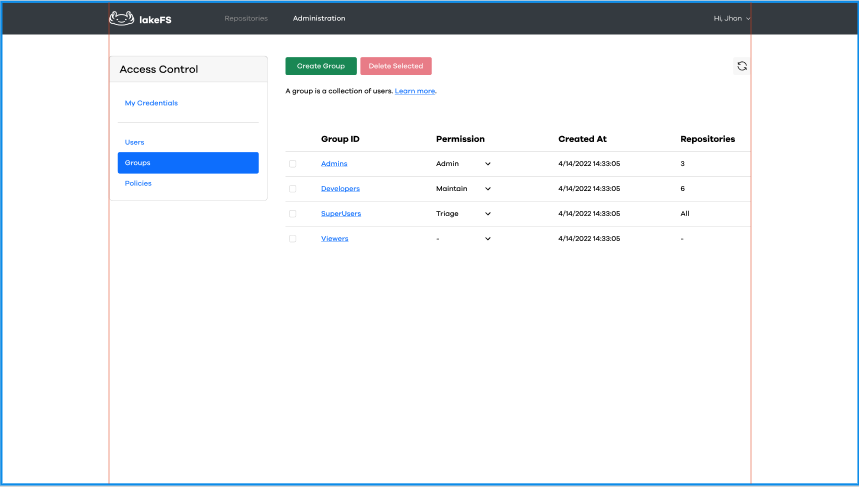 lakeFS Repositories Administration Hi, Jhon
Access Control
My Credentials
Users
Groups
Policies
Create Group Delete Selected
A group is a collection of users. Learn more.
Group ID Permission Created At Repositories
Admins Admin 4/14/2022 14:33:05 3
Developers Maintain 4/14/2022 14:33:05 6
SuperUsers Triage 4/14/2022 14:33:05 All
Viewers - 4/14/2022 14:33:05 -